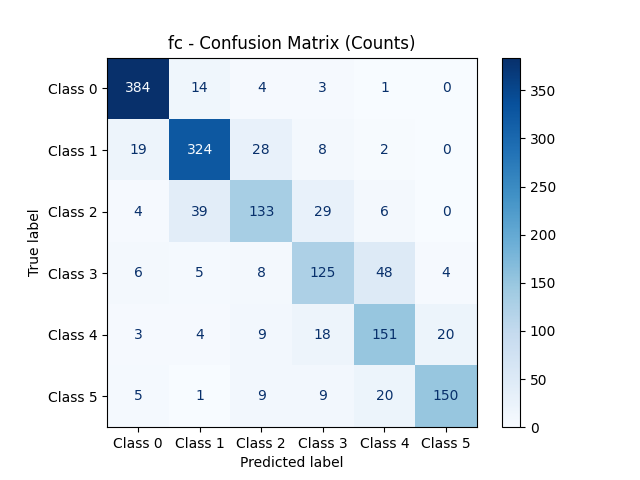 fc - Confusion Matrix (Counts)
Class 0 384 14 4 3 1 0
Class 1 19 324 28 8 2 0
Class 2 4 39 133 29 6 0
Class 3 6 5 8 125 48 4
Class 4 3 4 9 18 151 20
Class 5 5 1 9 9 20 150
Class 0 Class 1 Class 2 Class 3 Class 4 Class 5
Predicted label
True label
350
300
250
200
150
100
50
0